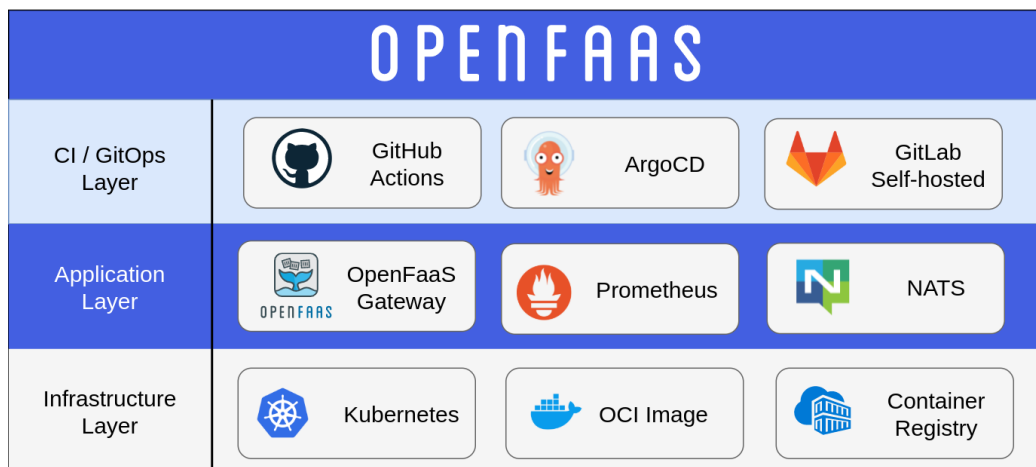 OPENFAAS
CI / GitOps
Layer
GitHub
Actions
ArgoCD
GitLab
Self-hosted
Application
Layer
OPENFAAS
OpenFaaS
Gateway
Prometheus
N
NATS
Infrastructure
Layer
Kubernetes
OCI Image
Container
Registry